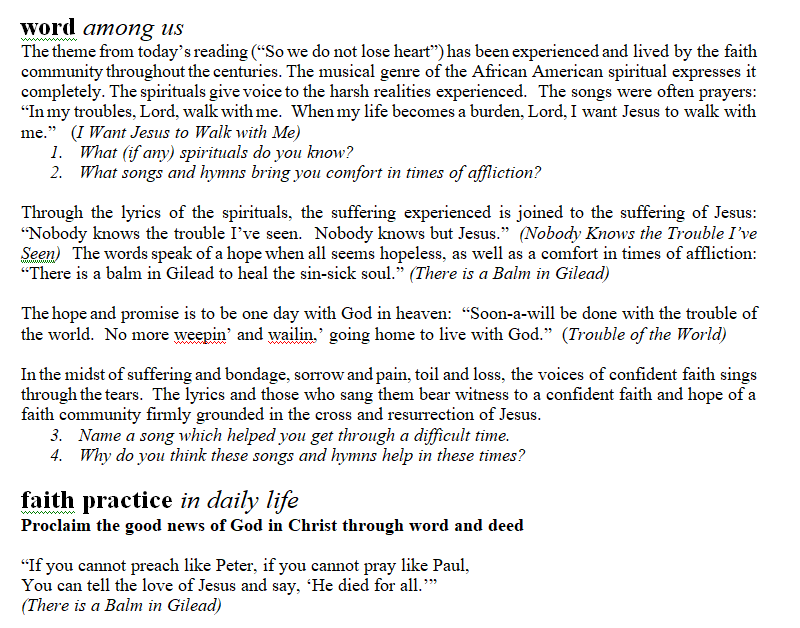 word among us
The theme from today’s reading (“So we do not lose heart”) has been experienced and lived by the faith
community throughout the centuries. The musical genre of the African American spiritual expresses it
completely. The spirituals give voice to the harsh realities experienced. The songs were often prayers:
“In my troubles, Lord, walk with me. When my life becomes a burden, Lord, I want Jesus to walk with
me.” (I Want Jesus to Walk with Me)
1. What (if any) spirituals do you know?
2. What songs and hymns bring you comfort in times of affliction?
Through the lyrics of the spirituals, the suffering experienced is joined to the suffering of Jesus:
“Nobody knows the trouble I’ve seen. Nobody knows but Jesus.” (Nobody Knows the Trouble I’ve
Seen) The words speak of a hope when all seems hopeless, as well as a comfort in times of affliction:
“There is a balm in Gilead to heal the sin-sick soul.” (There is a Balm in Gilead)
The hope and promise is to be one day with God in heaven: “Soon-a-will be done with the trouble of
the world. No more weepin’ and wailin,’ going home to live with God.” (Trouble of the World)
In the midst of suffering and bondage, sorrow and pain, toil and loss, the voices of confident faith sings
through the tears. The lyrics and those who sang them bear witness to a confident faith and hope of a
faith community firmly grounded in the cross and resurrection of Jesus.
3. Name a song which helped you get through a difficult time.
4. Why do you think these songs and hymns help in these times?
faith practice in daily life
Proclaim the good news of God in Christ through word and deed
“If you cannot preach like Peter, if you cannot pray like Paul,
You can tell the love of Jesus and say, ‘He died for all.’”
(There is a Balm in Gilead)